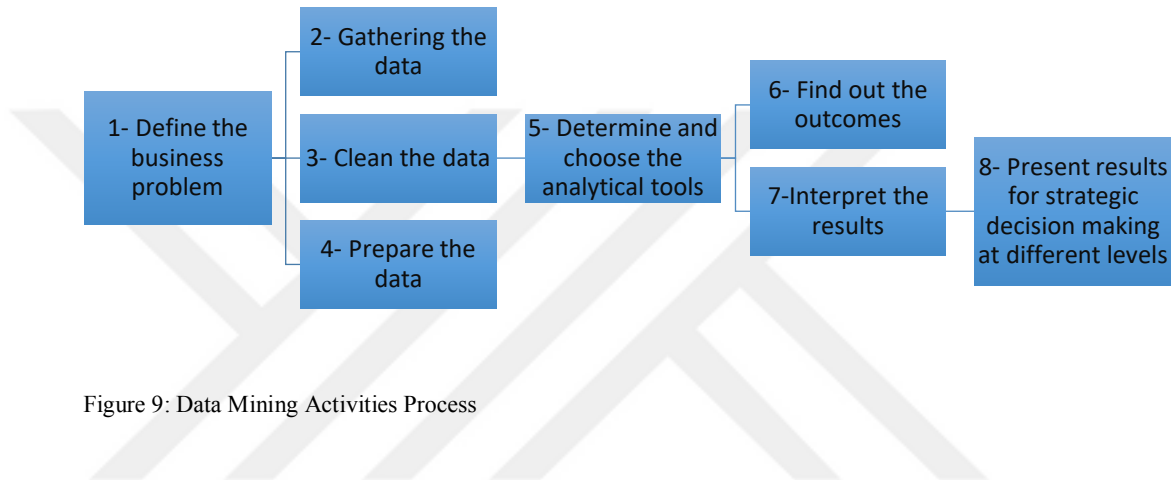 1- Define the
business
problem
2- Gathering the
data
3- Clean the data
4- Prepare the
data
5- Determine and
choose the
analytical tools
6- Find out the
outcomes
7-Interpret the
results
8- Present results
for strategic
decision making
at different levels
Figure 9: Data Mining Activities Process